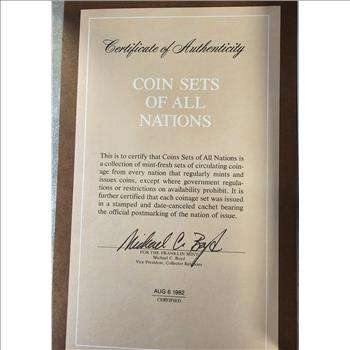 Certificate of Authenticity
COIN SETS
OF ALL
NATIONS
This is to certify that Coins Sets of All Nations is
a collection of mint-fresh sets of circulating coin-
age from every nation that regularly mints and
issues coins, except where government regula-
tions or restrictions on availability prohibit. It is
further certified that each coinage set was issued
in a stamped and date-canceled cachet bearing
the official postmarking of the nation of issue.
Michael C. Boyd
FOR THE FRANKLIN MINT
Michael C. Boyd
Vice President, Collector Relations
AUG 6 1982
CERTIFIED